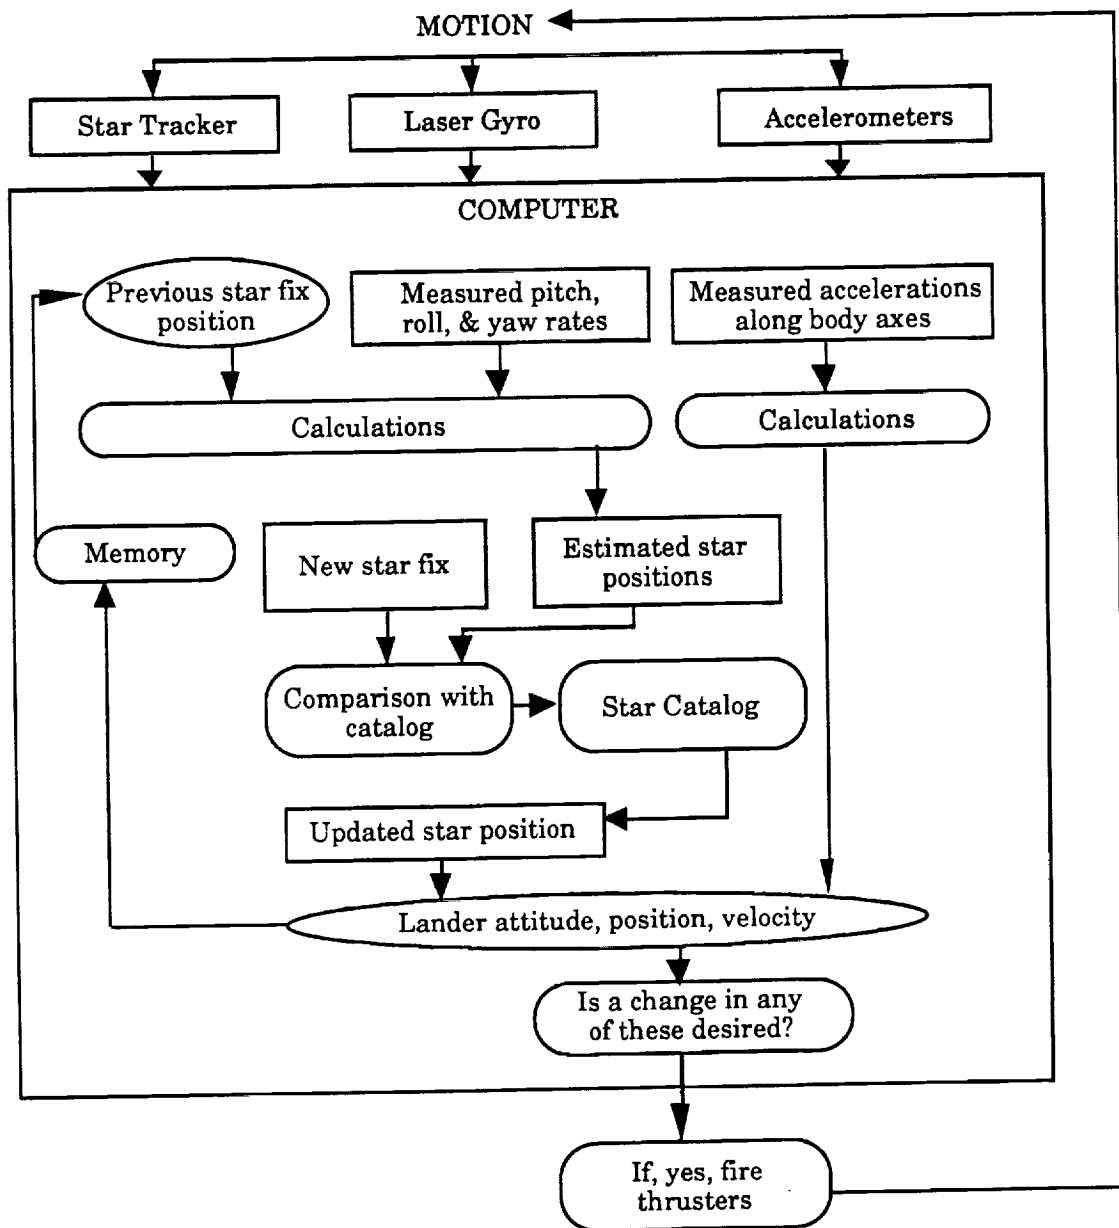 MOTION
Star Tracker
Laser Gyro
Accelerometers
COMPUTER
Previous star fix
position
Measured pitch,
roll, & yaw rates
Measured accelerations
along body axes
Calculations
Calculations
Memory
New star fix
Estimated star
positions
Comparison with
catalog
Star Catalog
Updated star position
Lander attitude, position, velocity
Is a change in any
of these desired?
If, yes, fire
thrusters